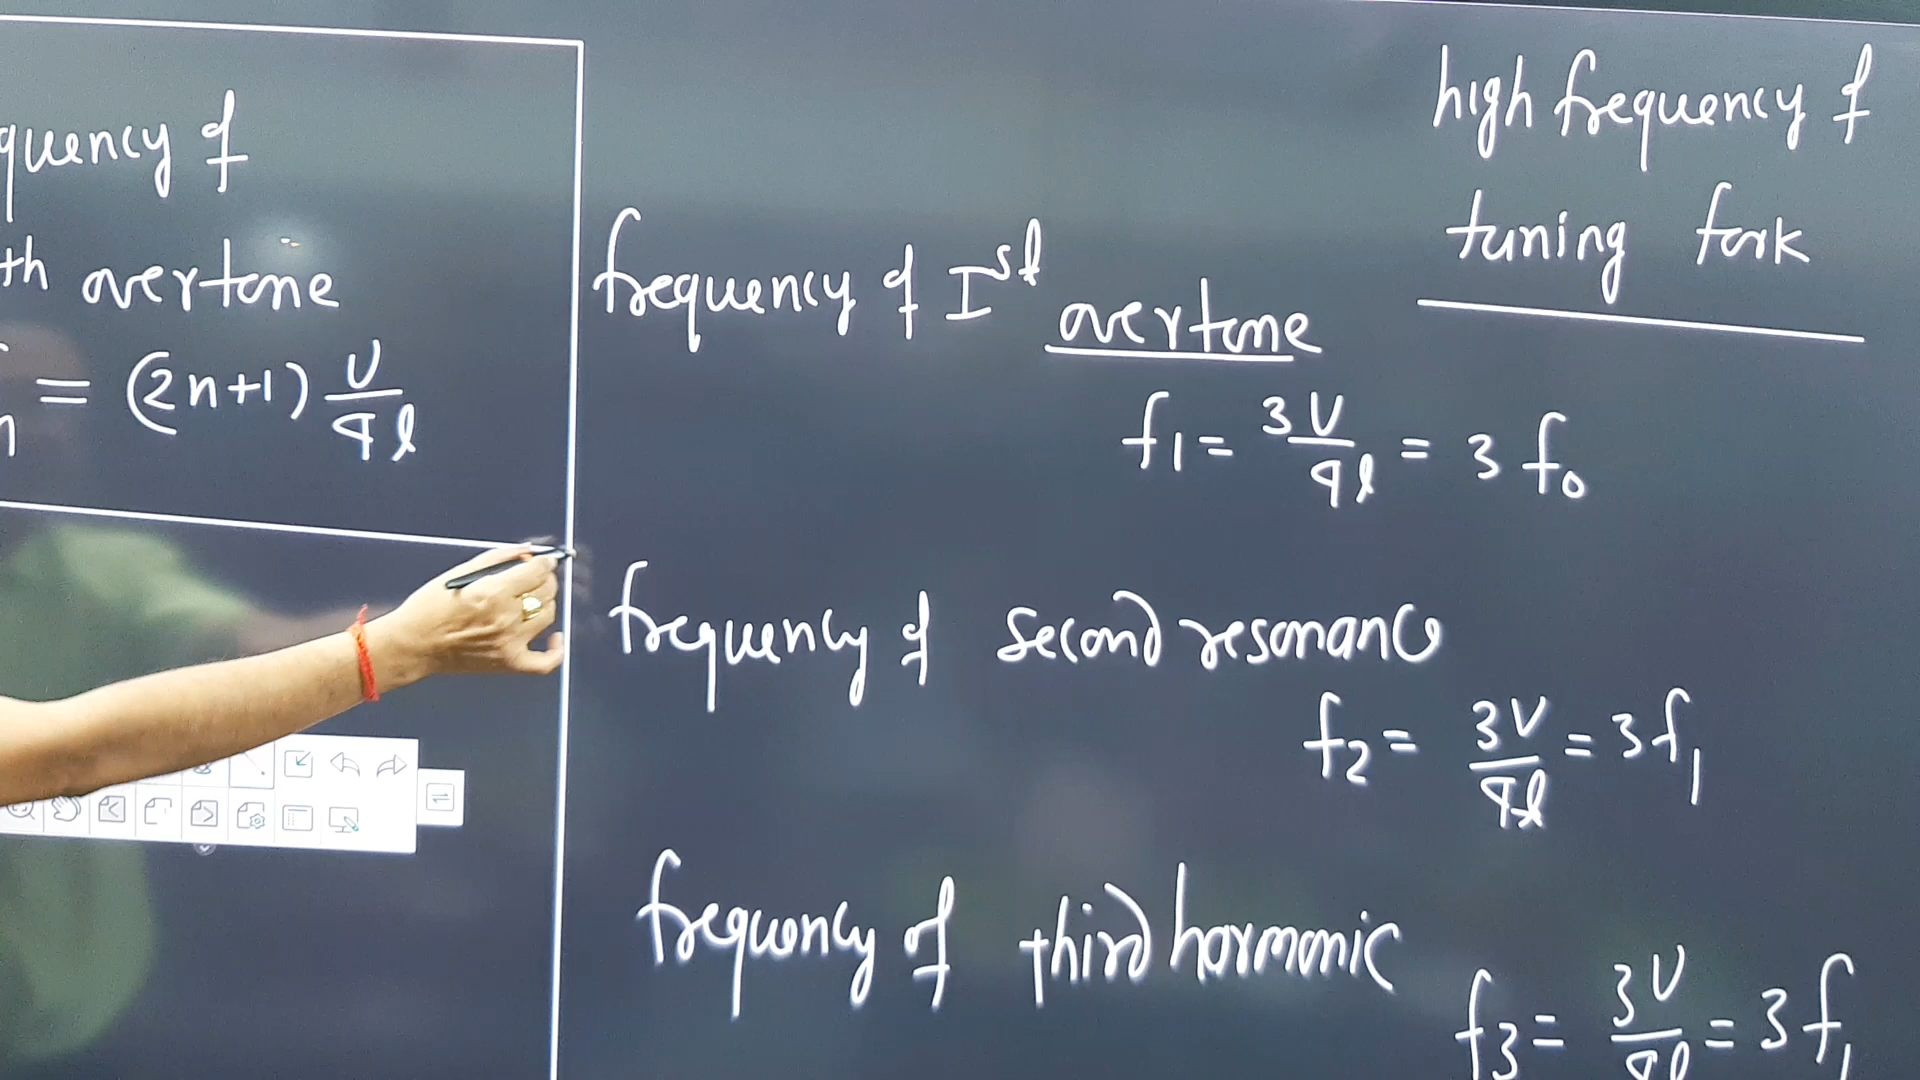 quency of
th overtone
n = (2n+1) v/4l
high frequency of
tuning fork
frequency of Ist overtone
f1 = 3v/4l = 3 f0
frequency of second resonance
f2 = 3v/4l = 3f1
frequency of third harmonic
f3 = 3v/4l = 3f1